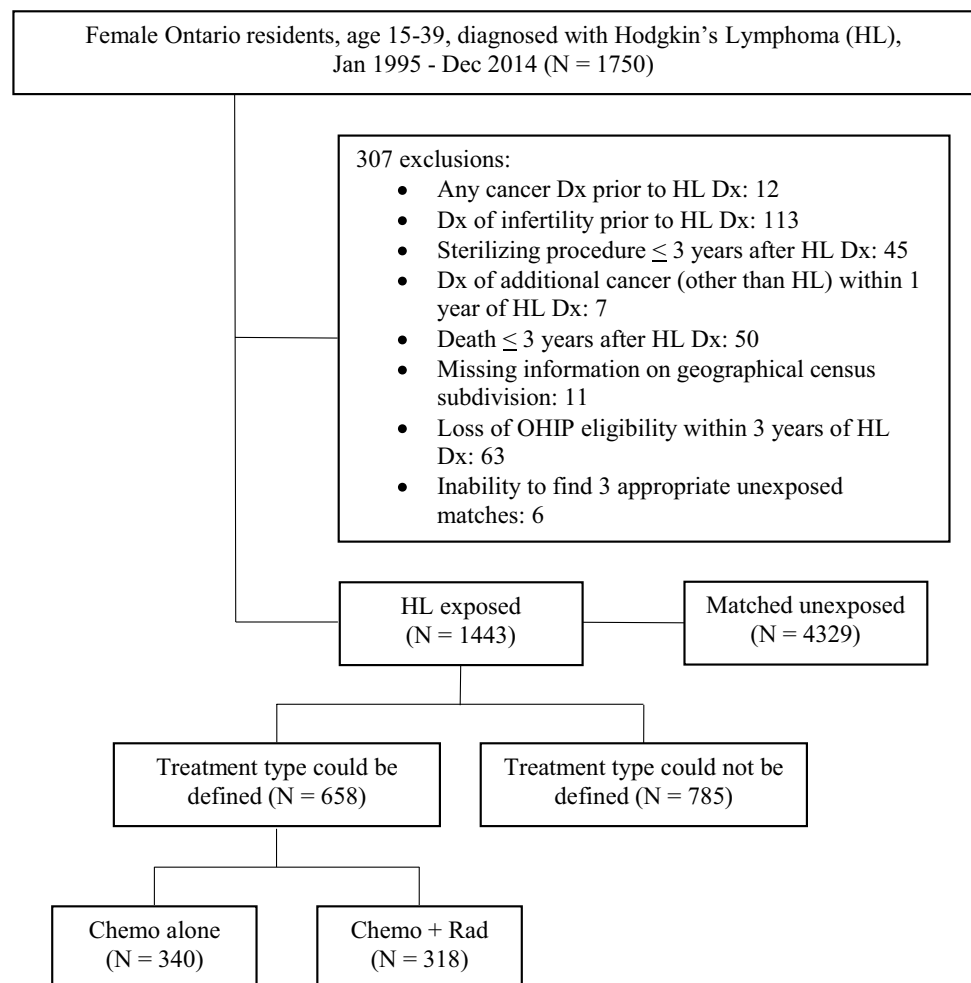 Female Ontario residents, age 15-39, diagnosed with Hodgkin's Lymphoma (HL),
Jan 1995 - Dec 2014 (N = 1750)
307 exclusions:
• Any cancer Dx prior to HL Dx: 12
• Dx of infertility prior to HL Dx: 113
• Sterilizing procedure ≤ 3 years after HL Dx: 45
• Dx of additional cancer (other than HL) within 1
year of HL Dx: 7
• Death ≤ 3 years after HL Dx: 50
• Missing information on geographical census
subdivision: 11
• Loss of OHIP eligibility within 3 years of HL
Dx: 63
• Inability to find 3 appropriate unexposed
matches: 6
HL exposed
(N = 1443)
Matched unexposed
(N = 4329)
Treatment type could be
defined (N = 658)
Treatment type could not be
defined (N = 785)
Chemo alone
(N = 340)
Chemo + Rad
(N = 318)